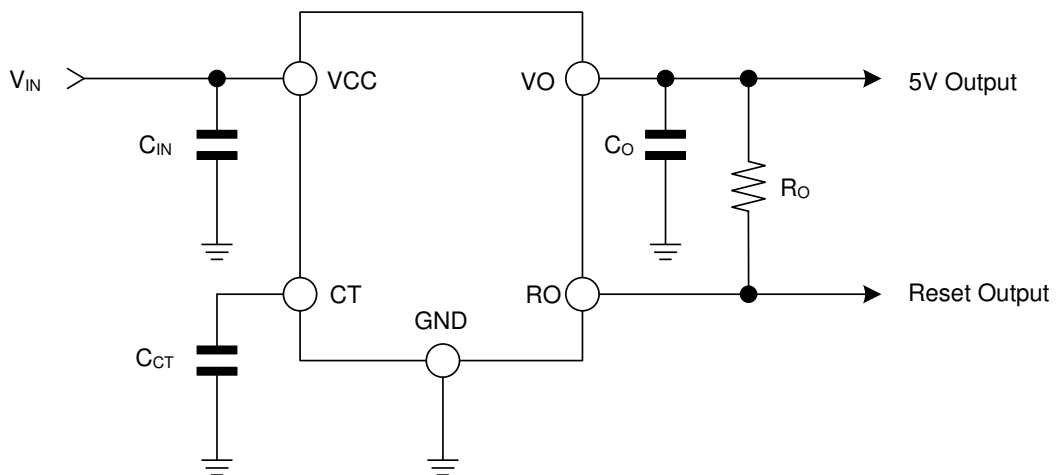 V_IN
VCC
VO
5V Output
C_IN
C_O
R_O
CT
RO
Reset Output
GND
C_CT